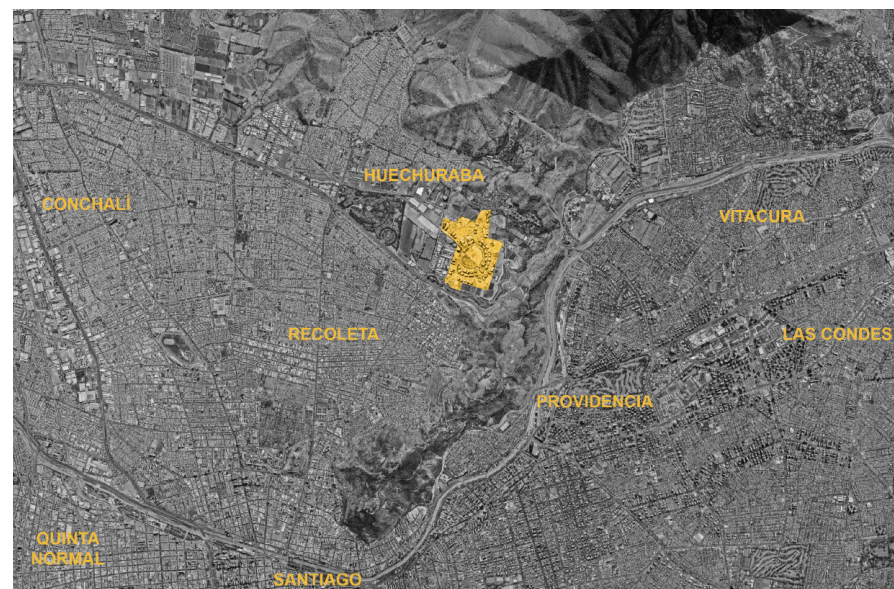 HUECHURABA
CONCHALÍ
VITACURA
RECOLETA
LAS CONDES
PROVIDENCIA
QUINTA
NORMAL
SANTIAGO